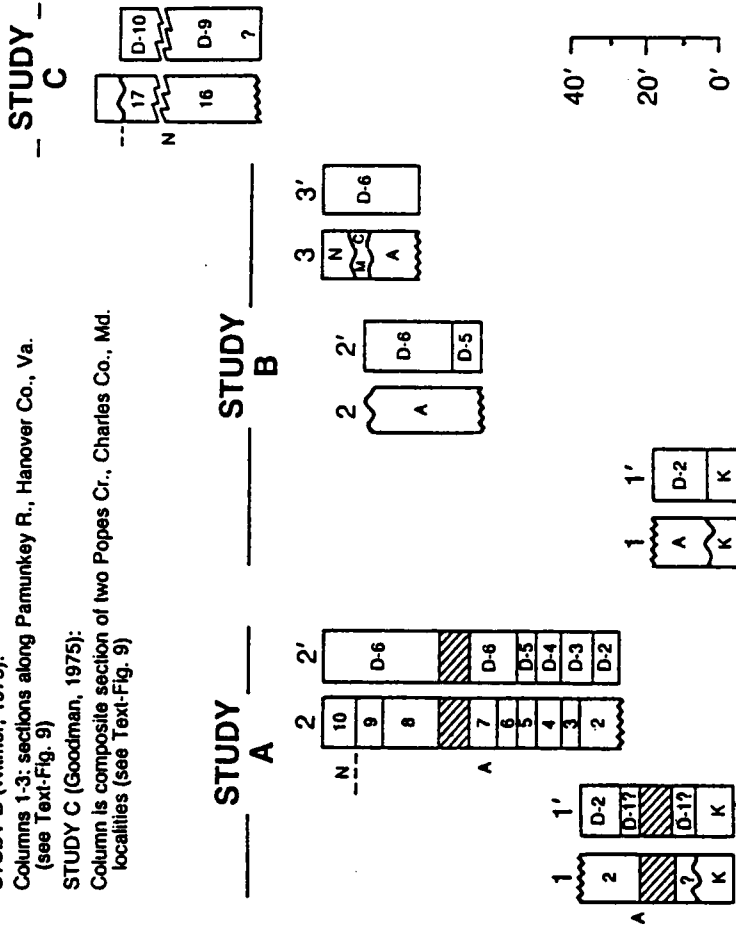 Columns 1-3: sections along Pamunkey R., Hanover Co., Va.
(see Text-Fig. 9)
STUDY C (Goodman, 1975):
Column is composite section of two Popes Cr., Charles Co., Md.
localities (see Text-Fig. 9)
STUDY
A
1
1'
A
2
?
K
D-2
D-1?
D-1?
K
2
2'
N
A
10
9
8
7
6
5
4
3
2
D-6
D-6
D-5
D-4
D-3
D-2
STUDY
B
1
1'
A
K
D-2
K
2
2'
A
D-6
D-5
3
3'
N
M C
A
D-6
STUDY
C
N
17
16
D-10
D-9
?
40'
20'
0'